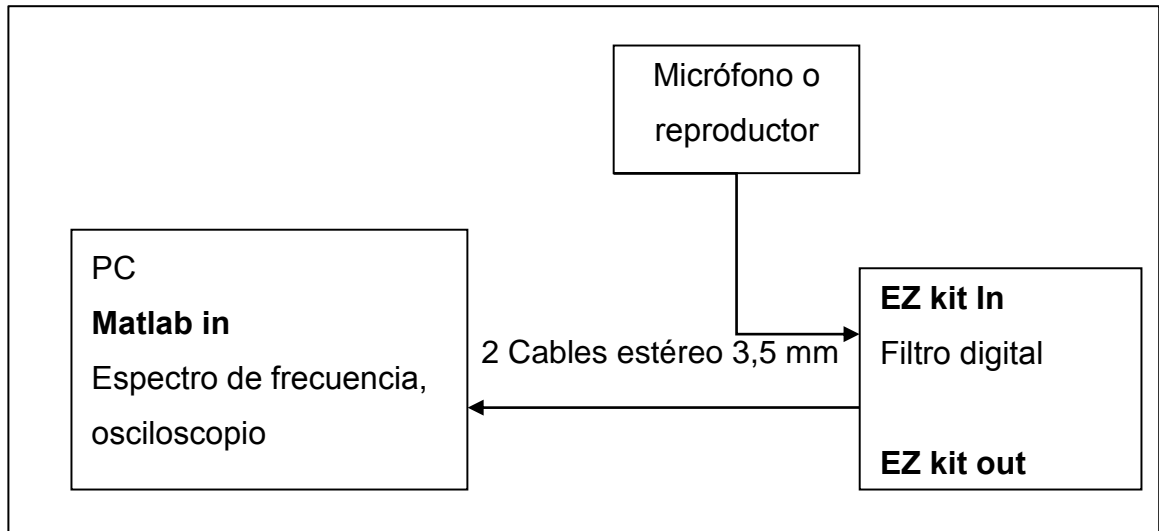 Micrófono o
reproductor
PC
Matlab in
Espectro de frecuencia,
osciloscopio
2 Cables estéreo 3,5 mm
EZ kit In
Filtro digital
EZ kit out